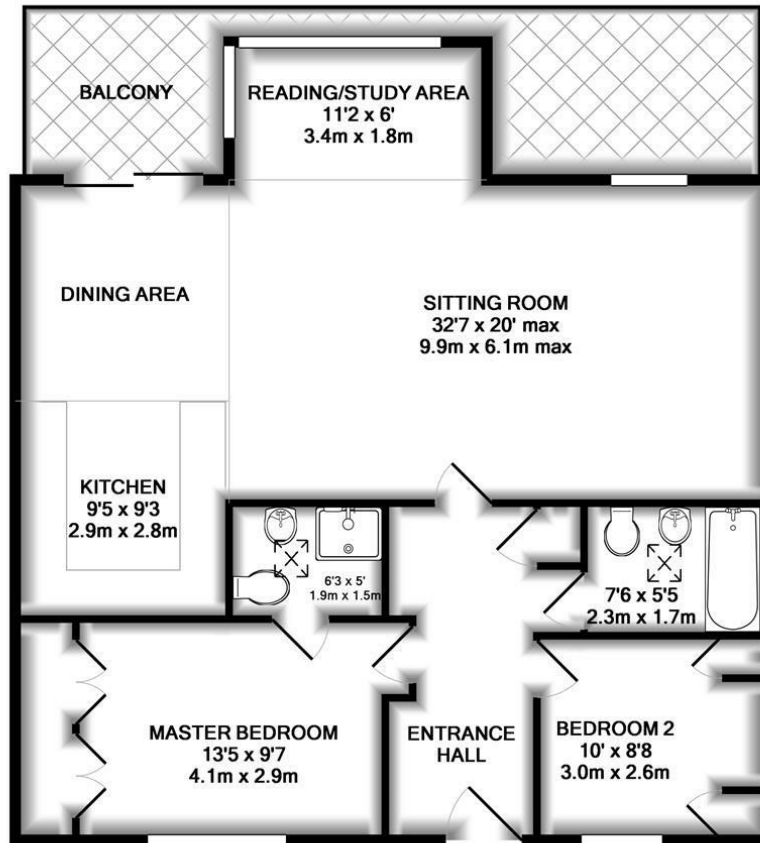 BALCONY
READING/STUDY AREA
11'2 x 6'
3.4m x 1.8m
DINING AREA
SITTING ROOM
32'7 x 20' max
9.9m x 6.1m max
KITCHEN
9'5 x 9'3
2.9m x 2.8m
6'3 x 5'
1.9m x 1.5m
7'6 x 5'5
2.3m x 1.7m
MASTER BEDROOM
13'5 x 9'7
4.1m x 2.9m
ENTRANCE
HALL
BEDROOM 2
10' x 8'8
3.0m x 2.6m